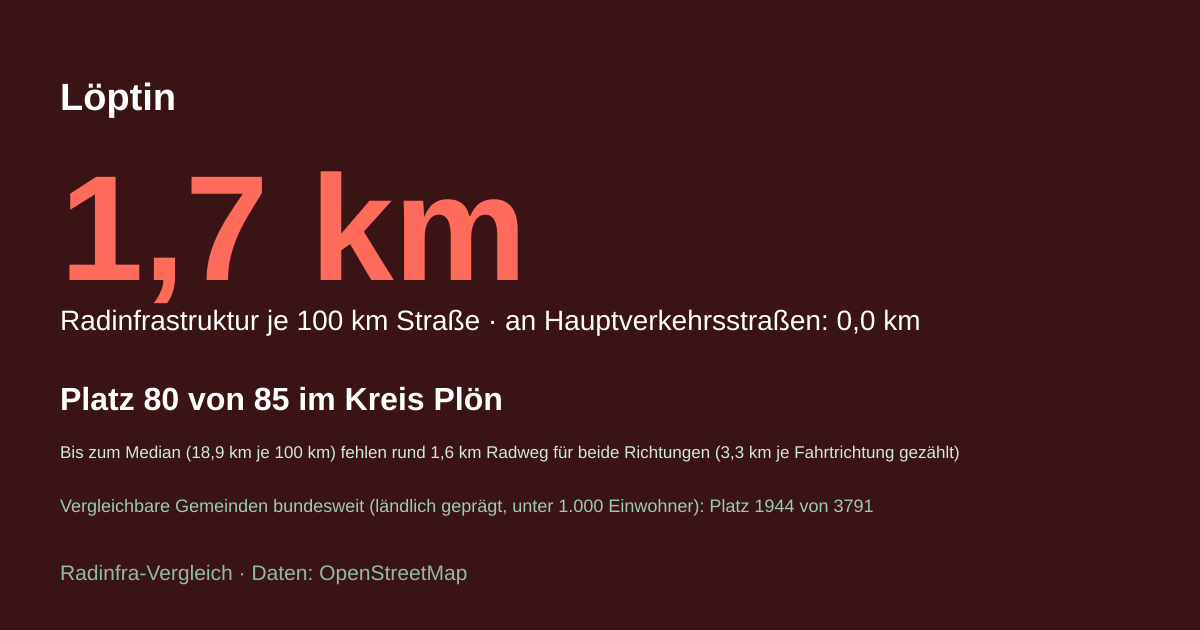 Löptin
1,7 km
Radinfrastruktur je 100 km Straße · an Hauptverkehrsstraßen: 0,0 km
Platz 80 von 85 im Kreis Plön
Bis zum Median (18,9 km je 100 km) fehlen rund 1,6 km Radweg für beide Richtungen (3,3 km je Fahrtrichtung gezählt)
Vergleichbare Gemeinden bundesweit (ländlich geprägt, unter 1.000 Einwohner): Platz 1944 von 3791
Radinfra-Vergleich · Daten: OpenStreetMap